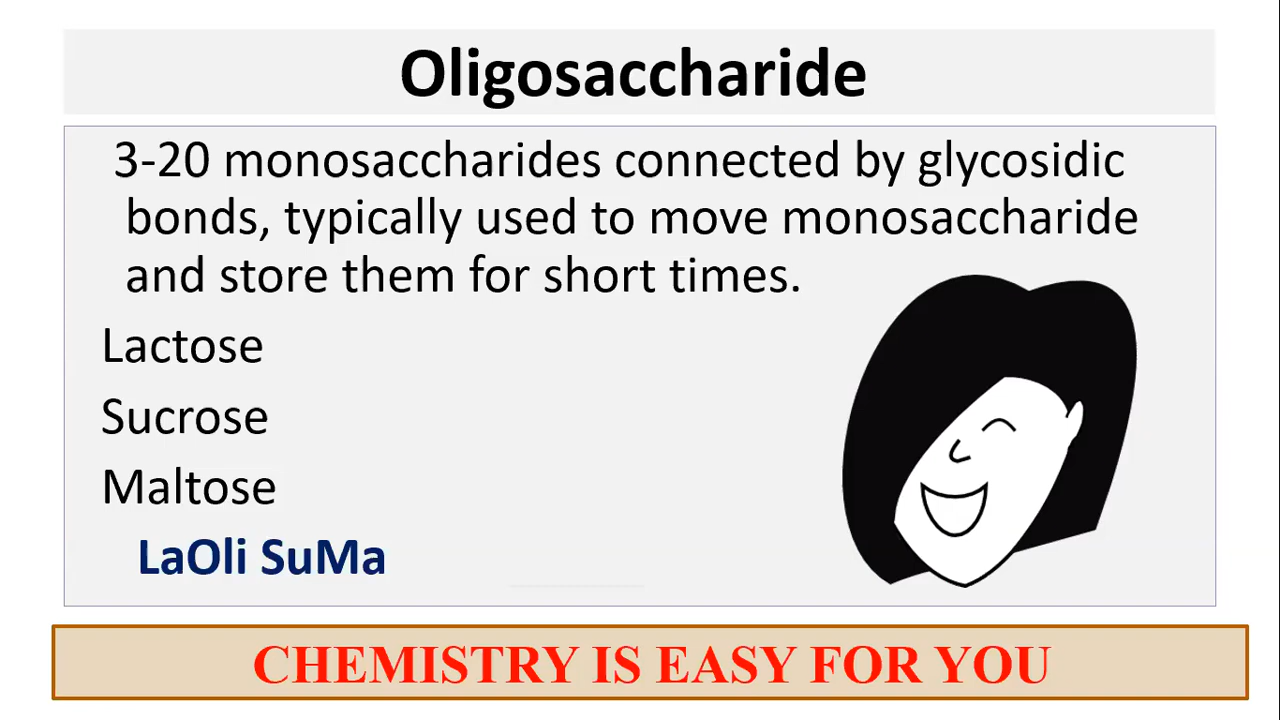 Oligosaccharide
3-20 monosaccharides connected by glycosidic
bonds, typically used to move monosaccharide
and store them for short times.
Lactose
Sucrose
Maltose
LaOli SuMa
CHEMISTRY IS EASY FOR YOU